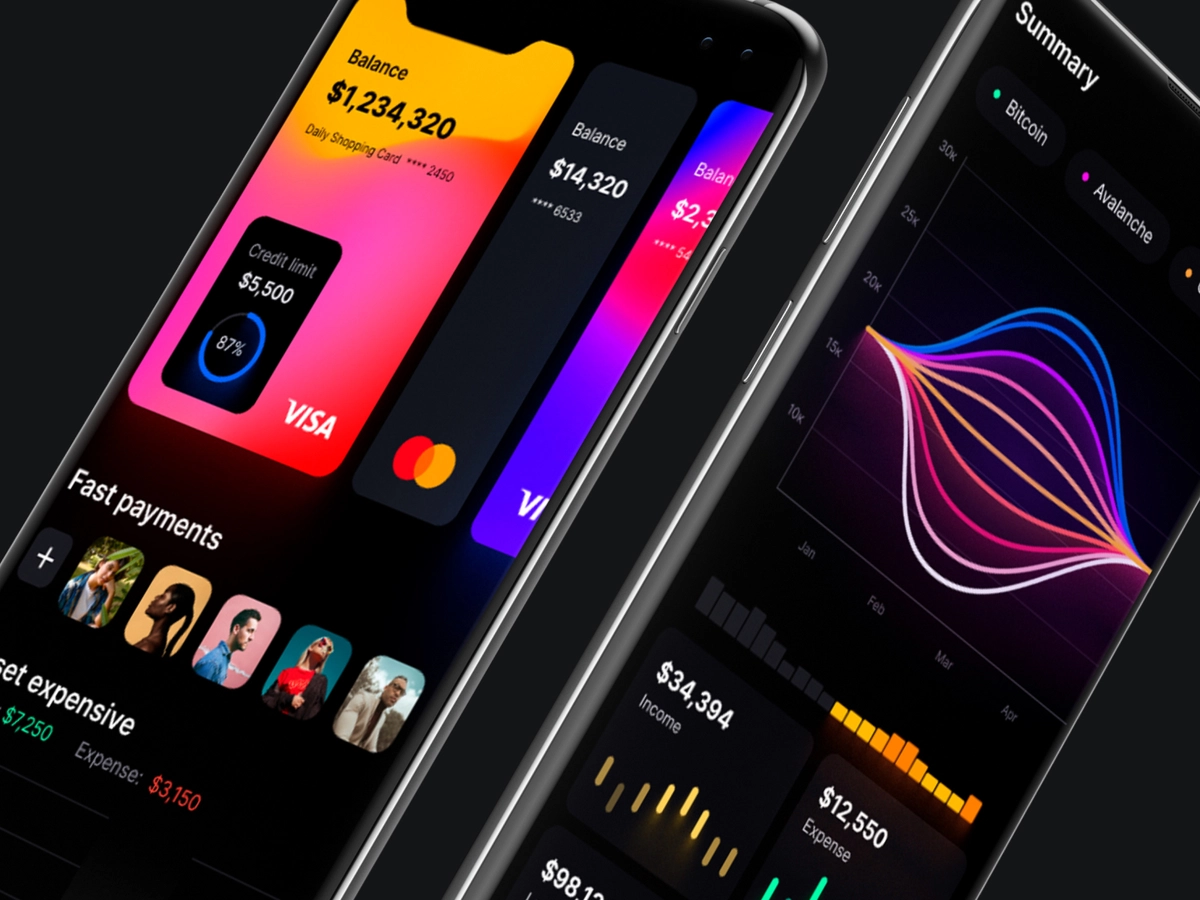 Balance
$1,234,320
Daily Shopping Card **** 2450
Credit limit
$5,500
87%
VISA
Balance
$14,320
**** 6533
Balan
$2,3
**** 54
VI
Fast payments
+
set expensive
$7,250
Expense: $3,150
Summary
Bitcoin
Avalanche
30k
25k
20k
15k
10k
Jan
Feb
Mar
Apr
$34,394
Income
$12,550
Expense
$98,12